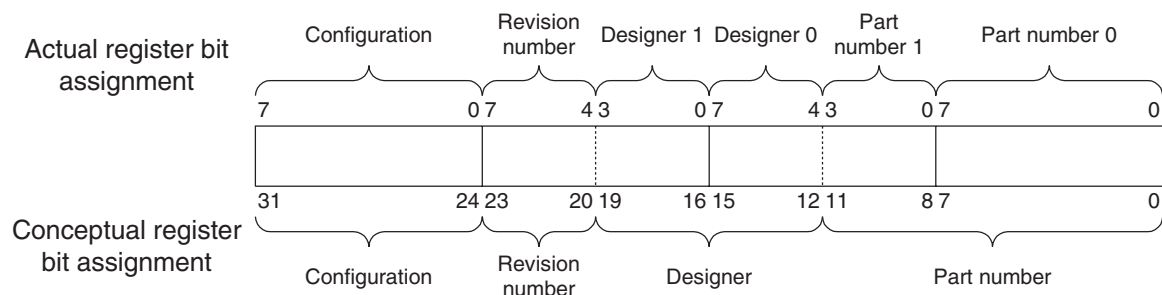 Actual register bit
assignment
Configuration
Revision
number
Designer 1
Designer 0
Part
number 1
Part number 0
7 0 7 4 3 0 7 4 3 0 7 0
31 24 23 20 19 16 15 12 11 8 7 0
Conceptual register
bit assignment
Configuration
Revision
number
Designer
Part number